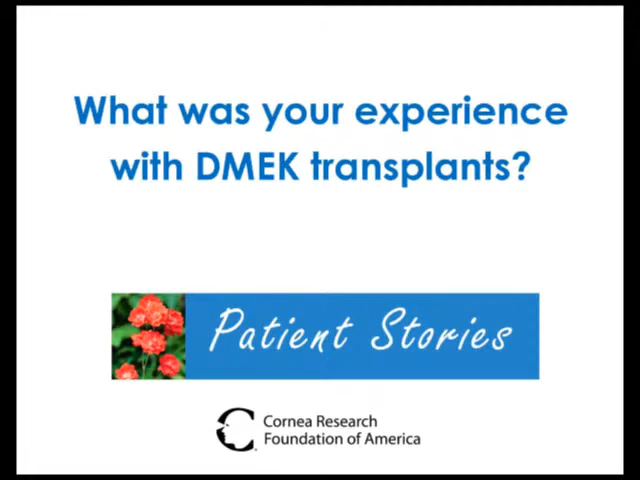 What was your experience
with DMEK transplants?
Patient Stories
Cornea Research
Foundation of America